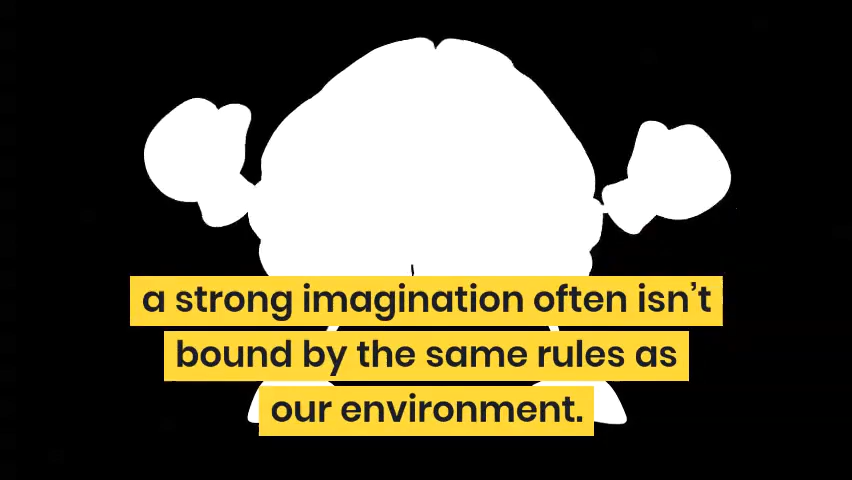 a strong imagination often isn’t
bound by the same rules as
our environment.